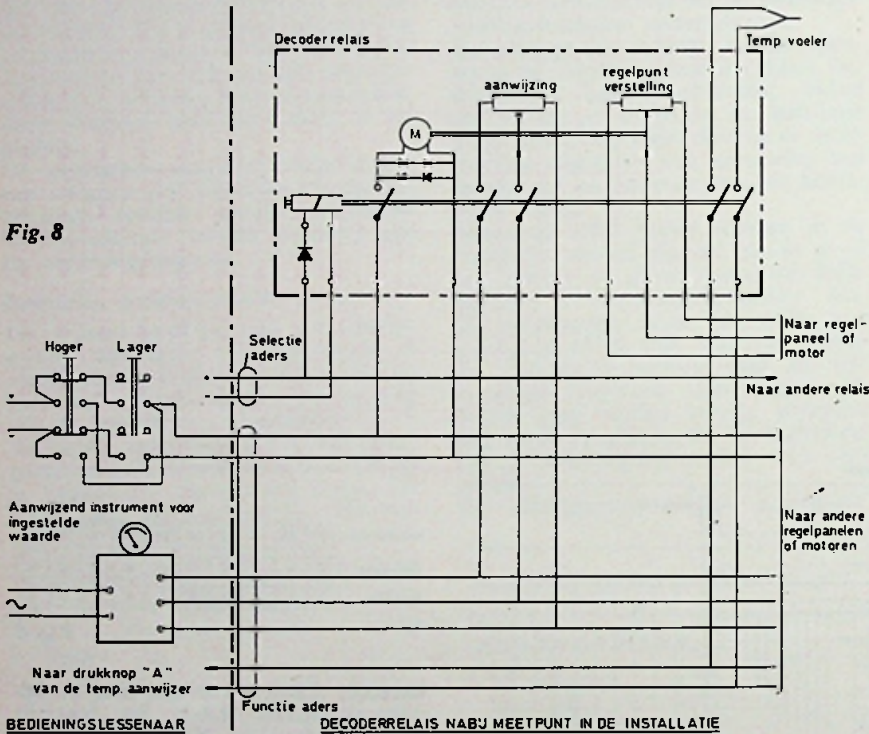 Decoder relais
Temp voeler
aanwijzing
regelpunt
verstelling
M
Fig. 8
Hoger
Lager
Selectie
aders
Naar regel-
paneel of
motor
Naar andere relais
Aanwijzend instrument voor
ingestelde
waarde
Naar andere
regelpanelen
of motoren
Naar drukknop "A"
van de temp. aanwijzer
Functie aders
BEDIENINGSLESSENAAR
DECODERRELAIS NABIJ MEETPUNT IN DE INSTALLATIE